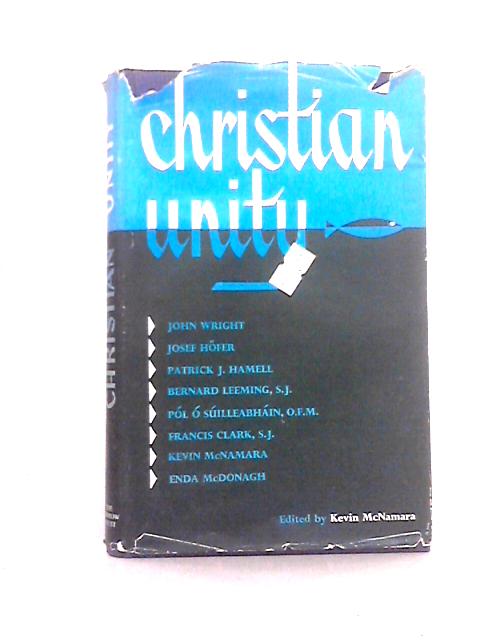 christian
unity
JOHN WRIGHT
JOSEF HÖFER
PATRICK J. HAMELL
BERNARD LEEMING, S.J.
PÓL Ó SÚILLEABHÁIN, O.F.M.
FRANCIS CLARK, S.J.
KEVIN McNAMARA
ENDA McDONAGH
Edited by Kevin McNamara
CHRISTIAN UNITY